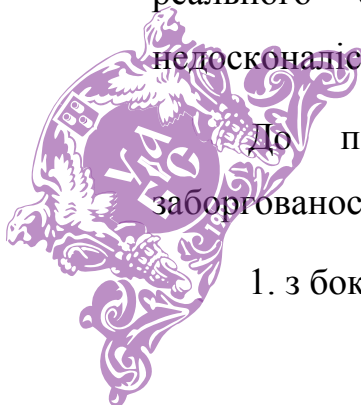 реального
недосконаліс
До п
заборгованос
1. з бок